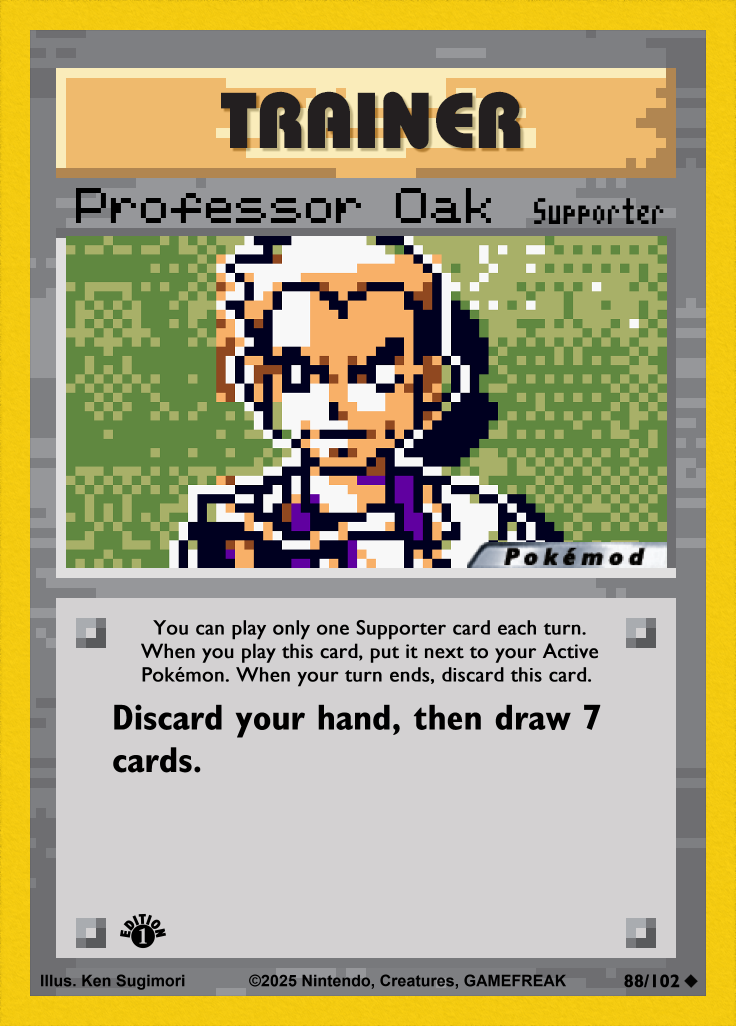 TRAINER
Professor Oak Supporter
Pokémod
You can play only one Supporter card each turn.
When you play this card, put it next to your Active
Pokémon. When your turn ends, discard this card.
Discard your hand, then draw 7
cards.
EDITION
1
Illus. Ken Sugimori ©2025 Nintendo, Creatures, GAMEFREAK 88/102